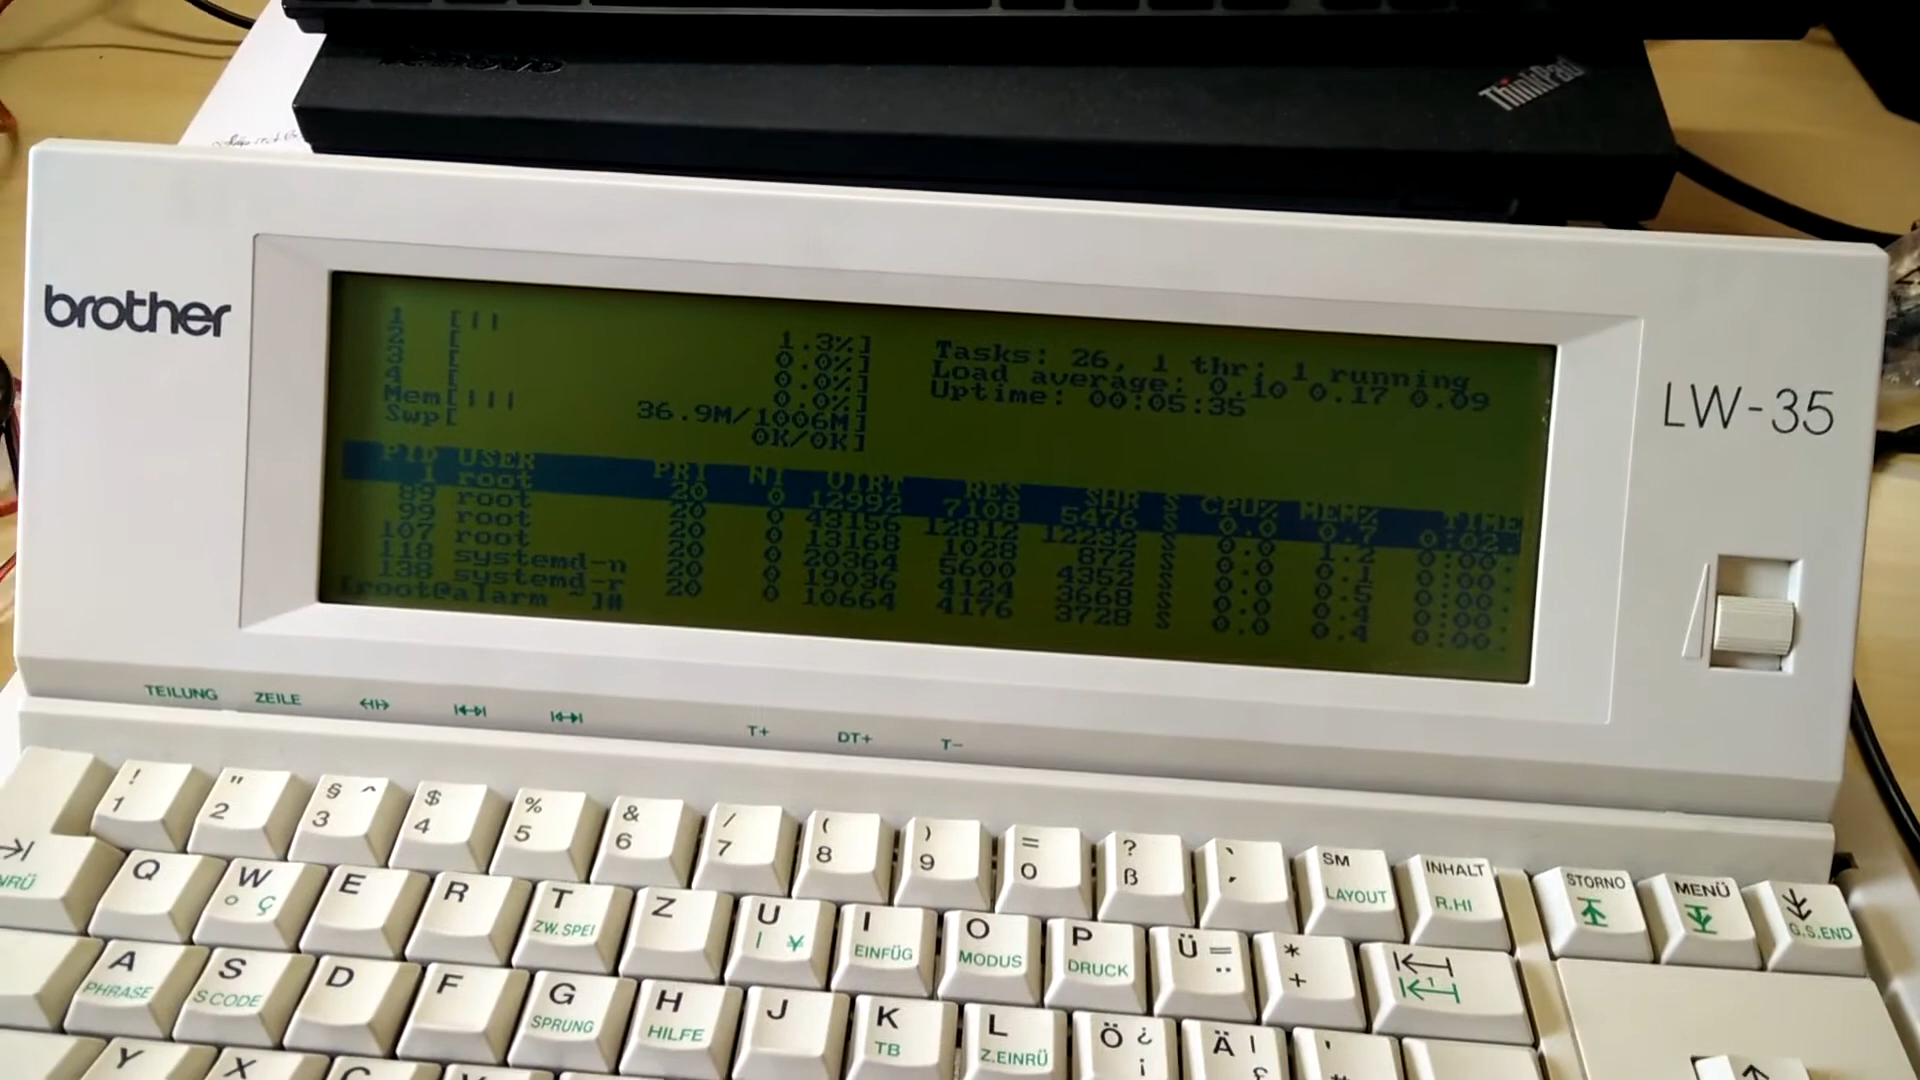 ThinkPad
brother
LW-35
1 [|| 1.3%]
2 [ 0.0%]
3 [ 0.0%]
4 [ 0.0%]
Mem[||| 36.9M/1006M]
Swp[ 0K/0K]
Tasks: 26, 1 thr; 1 running
Load average: 0.10 0.17 0.09
Uptime: 00:05:35
PID USER PRI NI VIRT RES SHR S CPU% MEM% TIME
1 root 20 0 12992 7108 5476 S 0.0 0.7 0:02.
89 root 20 0 43156 12812 12232 S 0.0 1.2 0:00.
99 root 20 0 13168 1028 872 S 0.0 0.1 0:00.
107 root 20 0 20364 5600 4352 S 0.0 0.5 0:00.
118 systemd-n 20 0 19036 4124 3668 S 0.0 0.4 0:00.
138 systemd-r 20 0 10664 4176 3728 S 0.0 0.4 0:00.
[root@alarm ~]#
TEILUNG ZEILE T+ DT+ T-
! 1 " 2 § ^ 3 $ 4 % 5 & 6 / 7 ( 8 ) 9 = 0 ? ß ` ´ SM LAYOUT INHALT R.HI STORNO MENÜ G.S.END
NRÜ Q W ° Ç E R T ZW.SPEI Z U | ¥ I EINFÜG O MODUS P DRUCK Ü = ¨ * +
A PHRASE S S CODE D F G SPRUNG H HILFE J K TB L Z.EINRÜ Ö ¿ ¡ Ä | £ '
Y X C